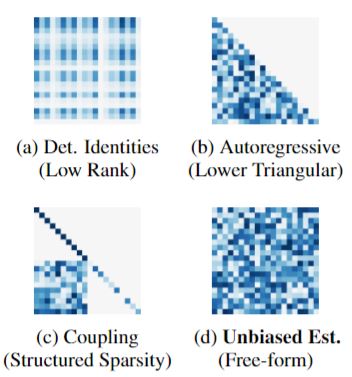 (a) Det. Identities
(Low Rank)
(b) Autoregressive
(Lower Triangular)
(c) Coupling
(Structured Sparsity)
(d) Unbiased Est.
(Free-form)